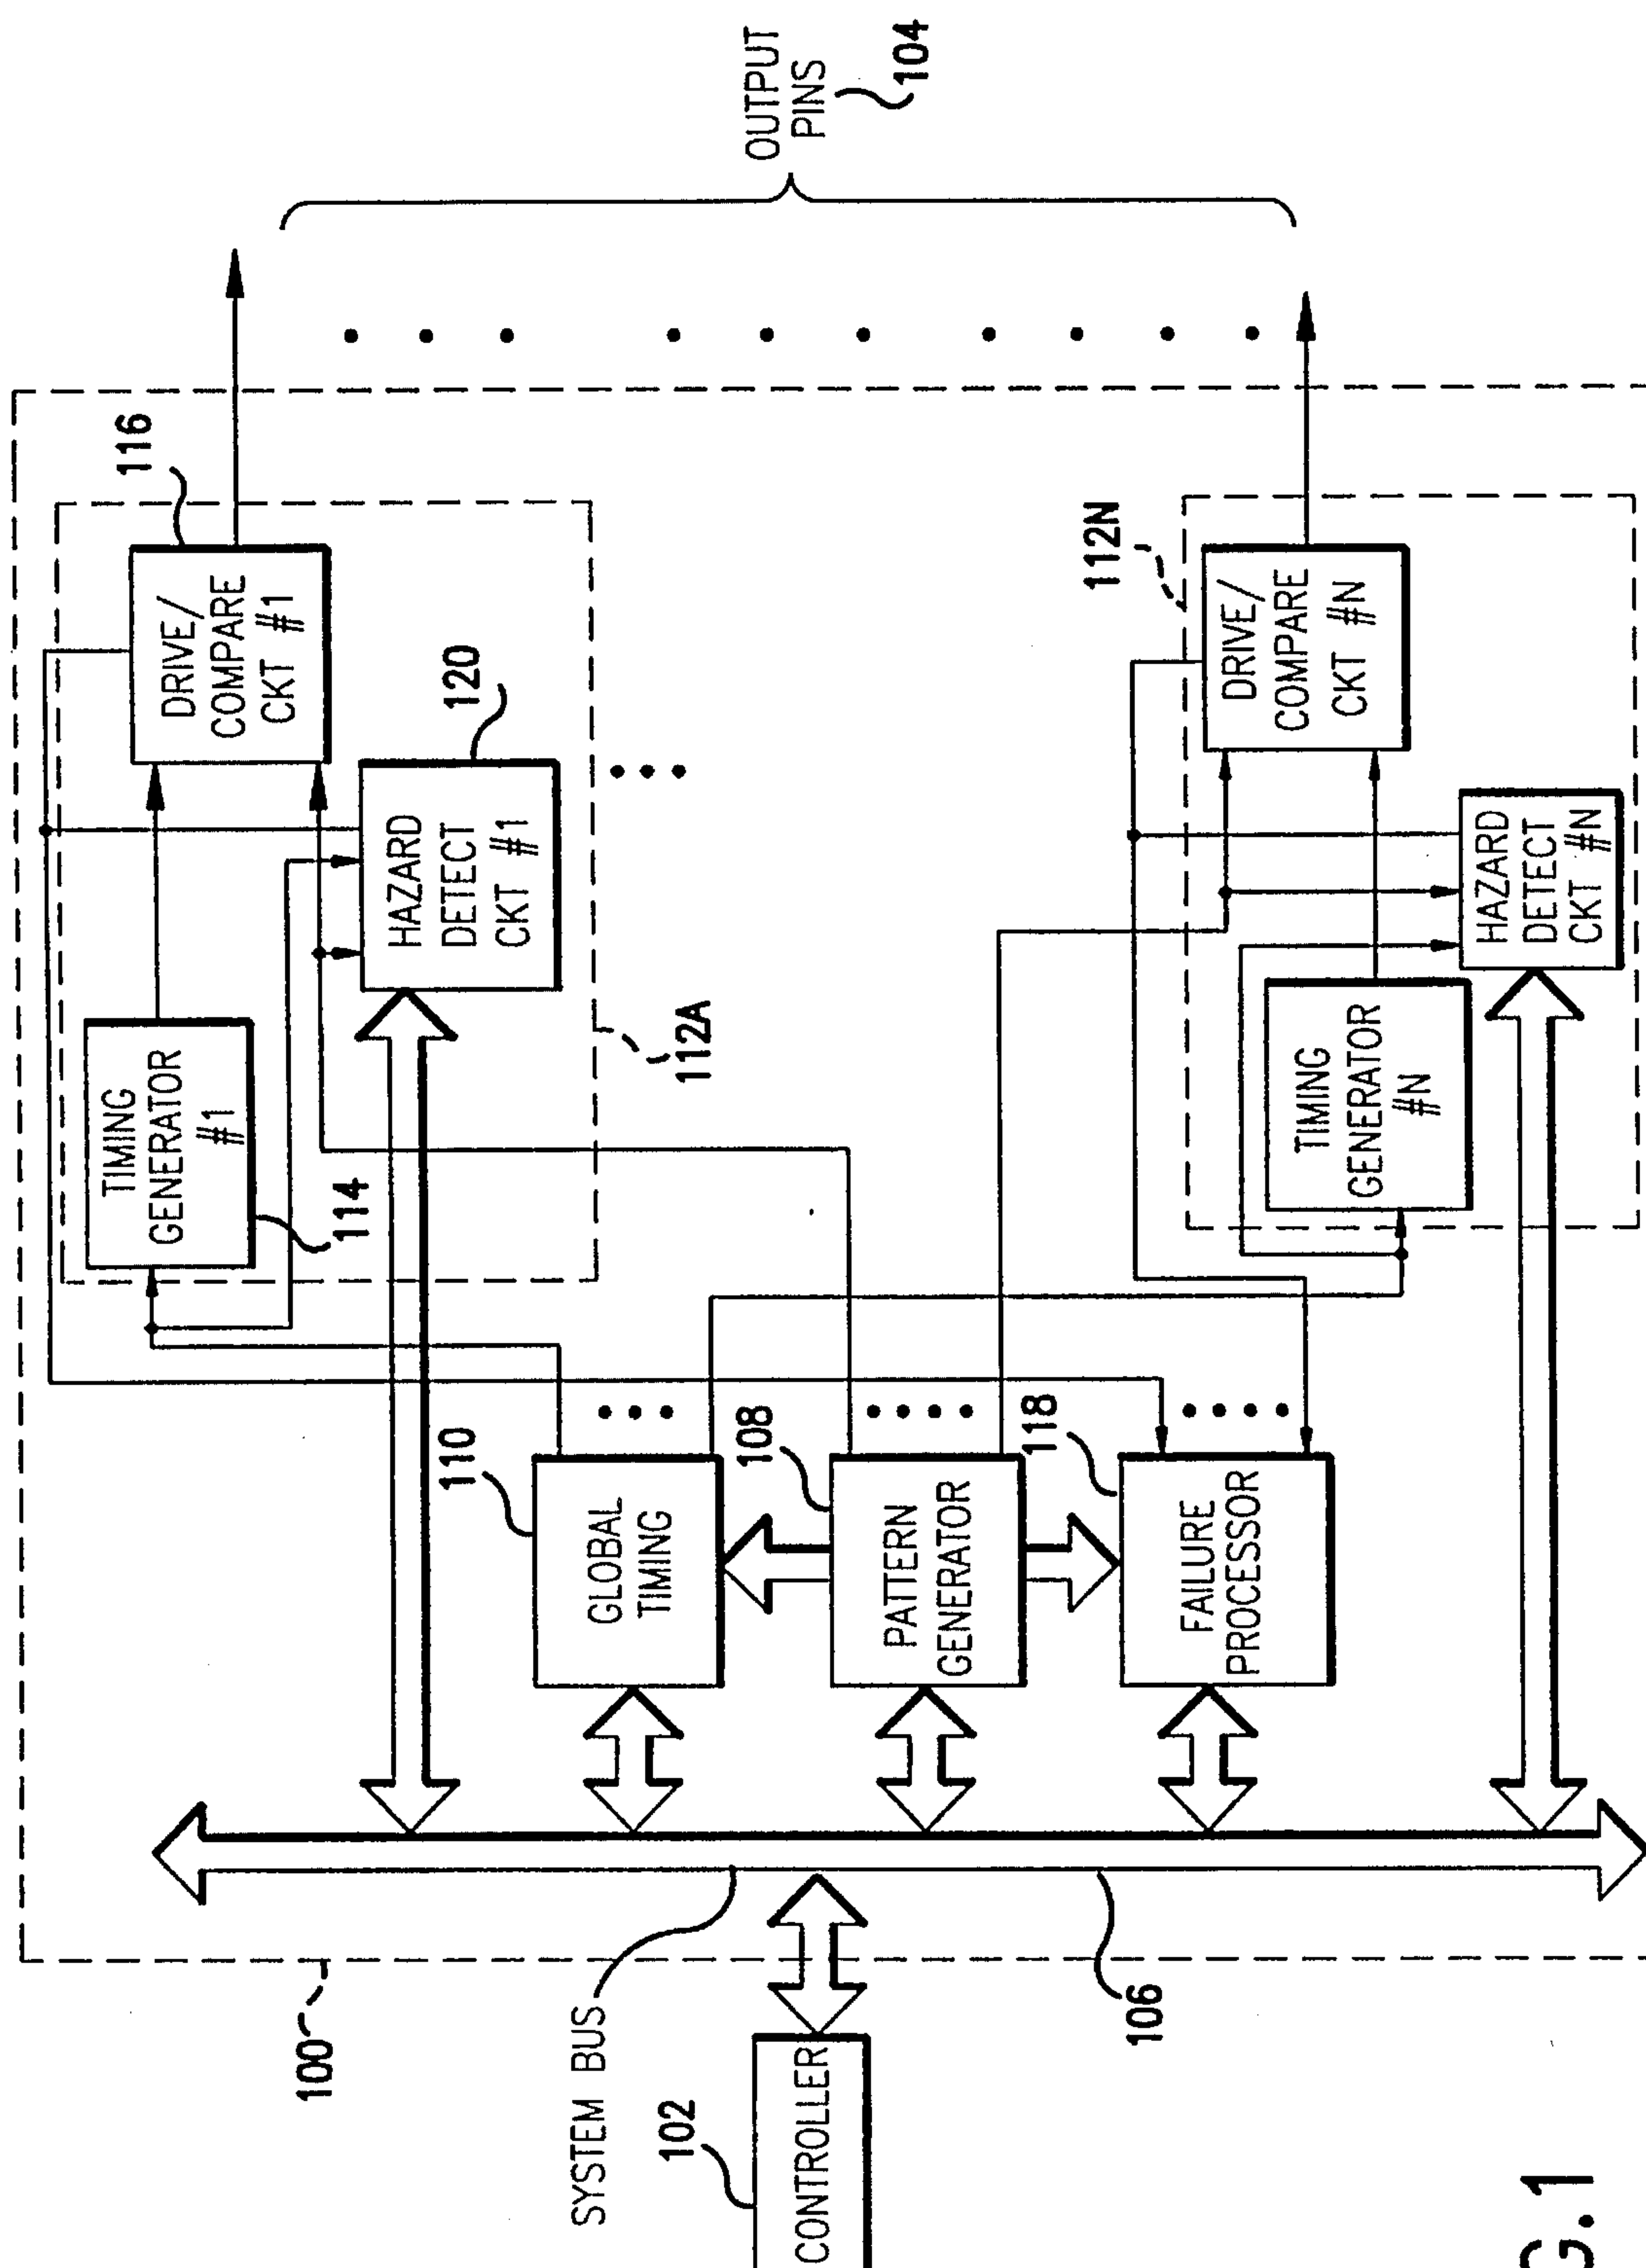 100
102
CONTROLLER
SYSTEM BUS
106
110
GLOBAL
TIMING
108
PATTERN
GENERATOR
118
FAILURE
PROCESSOR
TIMING
GENERATOR
#1
114
DRIVE/
COMPARE
CKT #1
116
HAZARD
DETECT
CKT #1
120
112A
TIMING
GENERATOR
#N
DRIVE/
COMPARE
CKT #N
112N
HAZARD
DETECT
CKT #N
OUTPUT
PINS
104
G.1